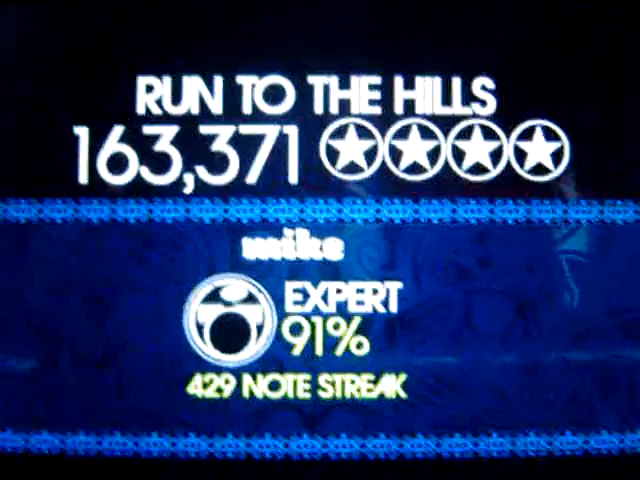 RUN TO THE HILLS
163,371
mike
EXPERT
91%
429 NOTE STREAK